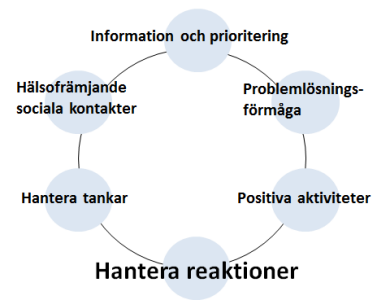 Information och prioritering
Hälsofrämjande
sociala kontakter
Problemlösnings-
förmåga
Hantera tankar
Positiva aktiviteter
Hantera reaktioner